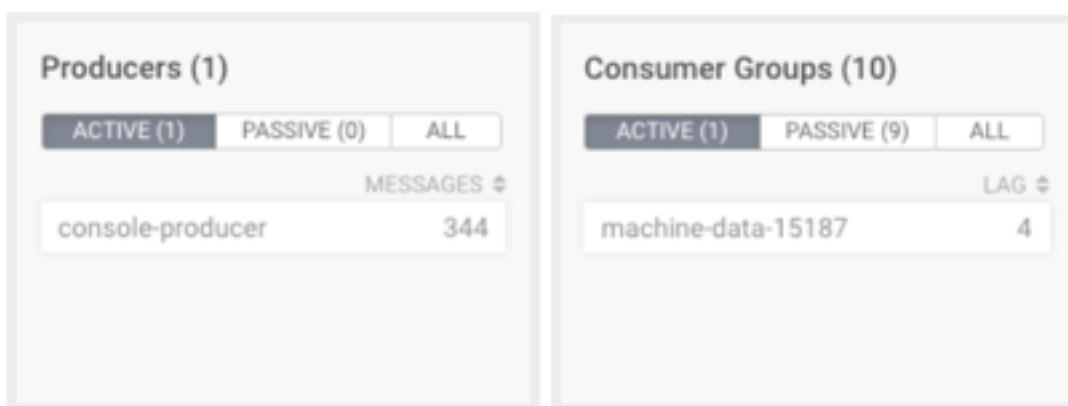 Producers (1)
ACTIVE (1) PASSIVE (0) ALL
MESSAGES
console-producer 344
Consumer Groups (10)
ACTIVE (1) PASSIVE (9) ALL
LAG
machine-data-15187 4